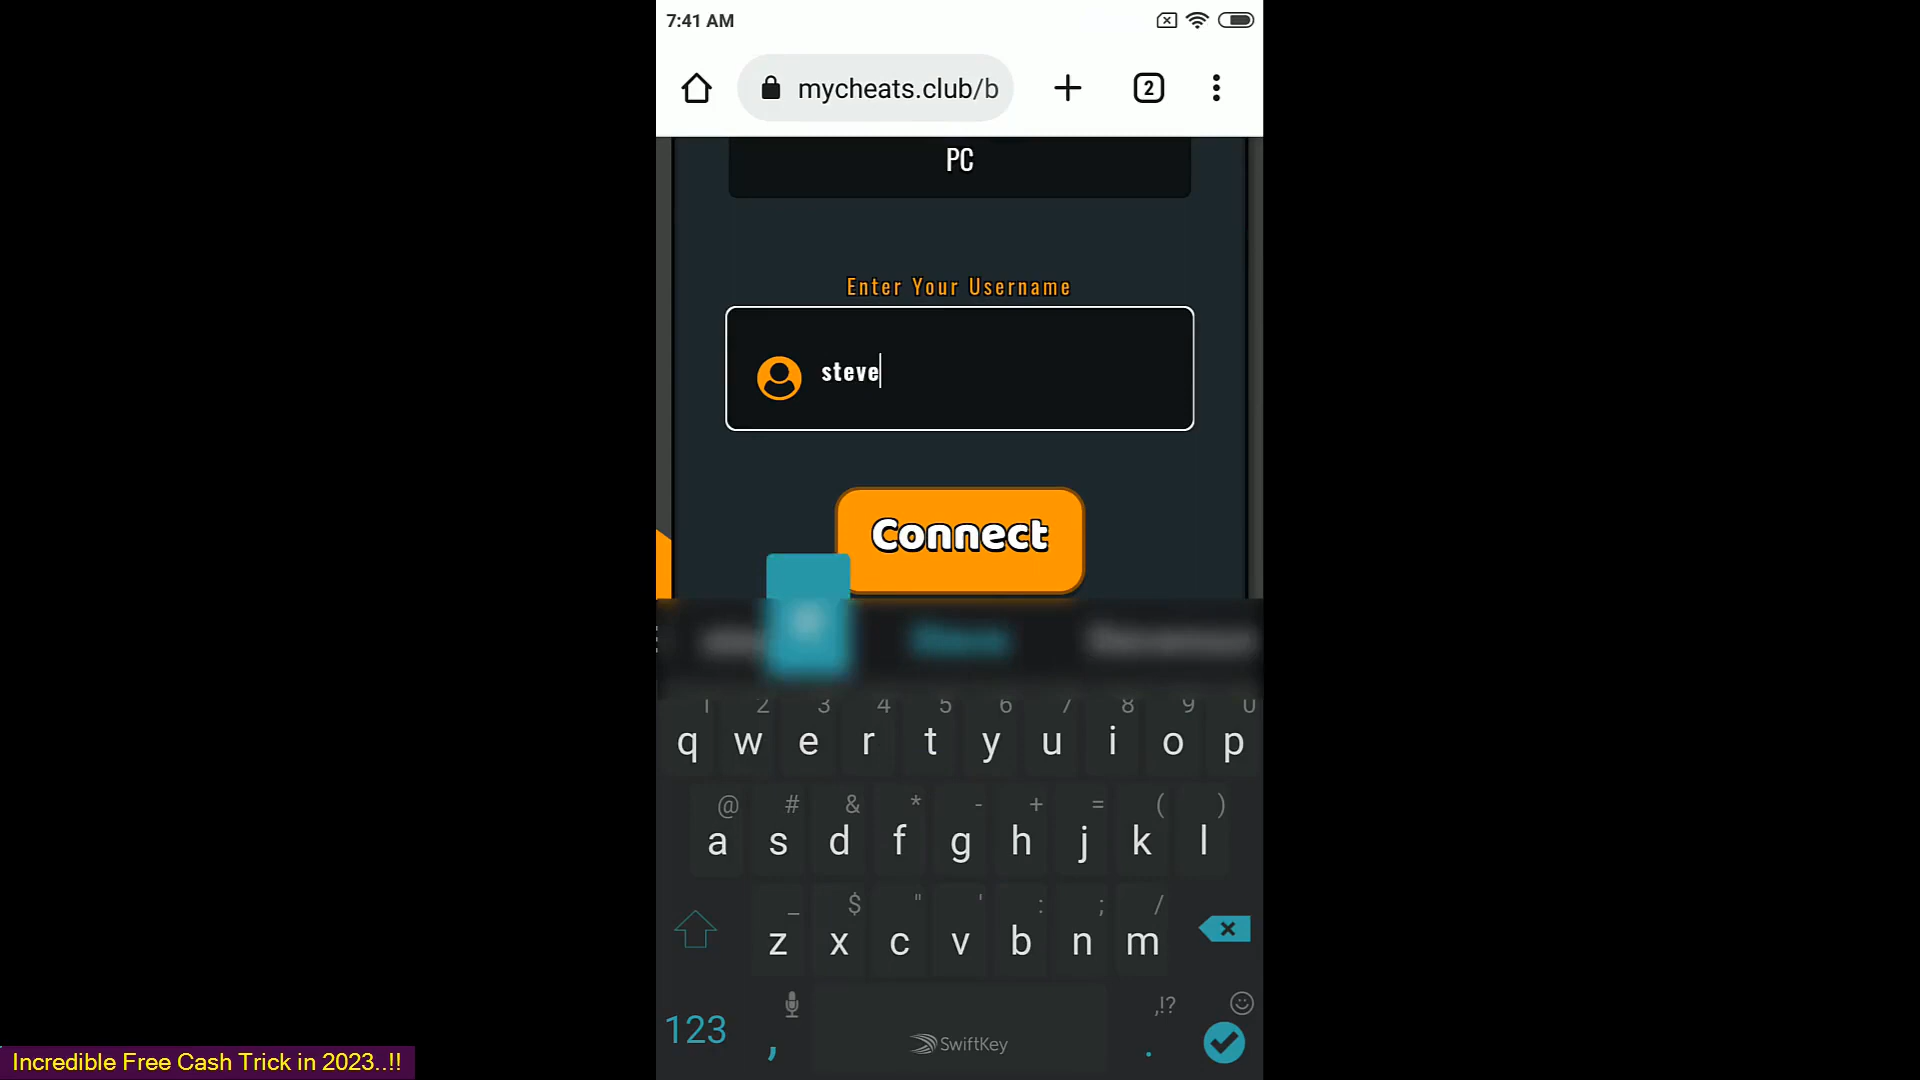 7:41 AM
mycheats.club/b
2
PC
Enter Your Username
steve
Connect
Steve
1 2 3 4 5 6 7 8 9 0
q w e r t y u i o p
@ # & * - + = ( )
a s d f g h j k l
_ $ " ' : ; /
z x c v b n m
,!?
123 , SwiftKey .
Incredible Free Cash Trick in 2023..!!